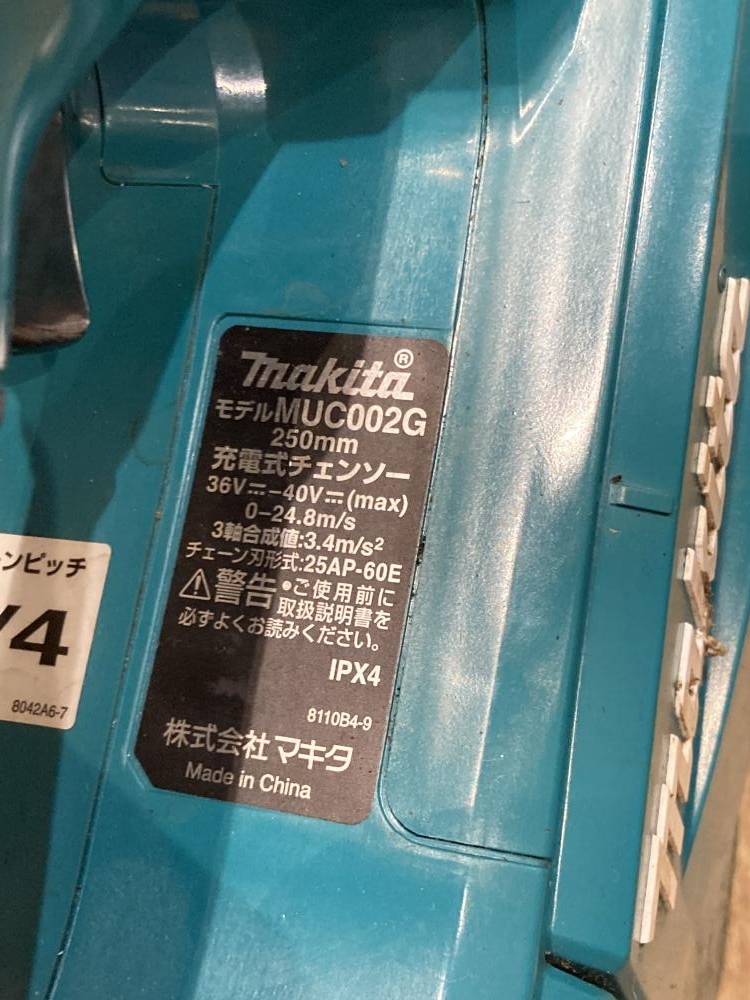 makita®
モデルMUC002G
250mm
充電式チェンソー
36V⎓-40V⎓(max)
0-24.8m/s
3軸合成値:3.4m/s²
チェーン刃形式:25AP-60E
⚠警告 •ご使用前に
取扱説明書を
必ずよくお読みください。
IPX4
8110B4-9
株式会社マキタ
Made in China
ンピッチ
/4
8042A6-7